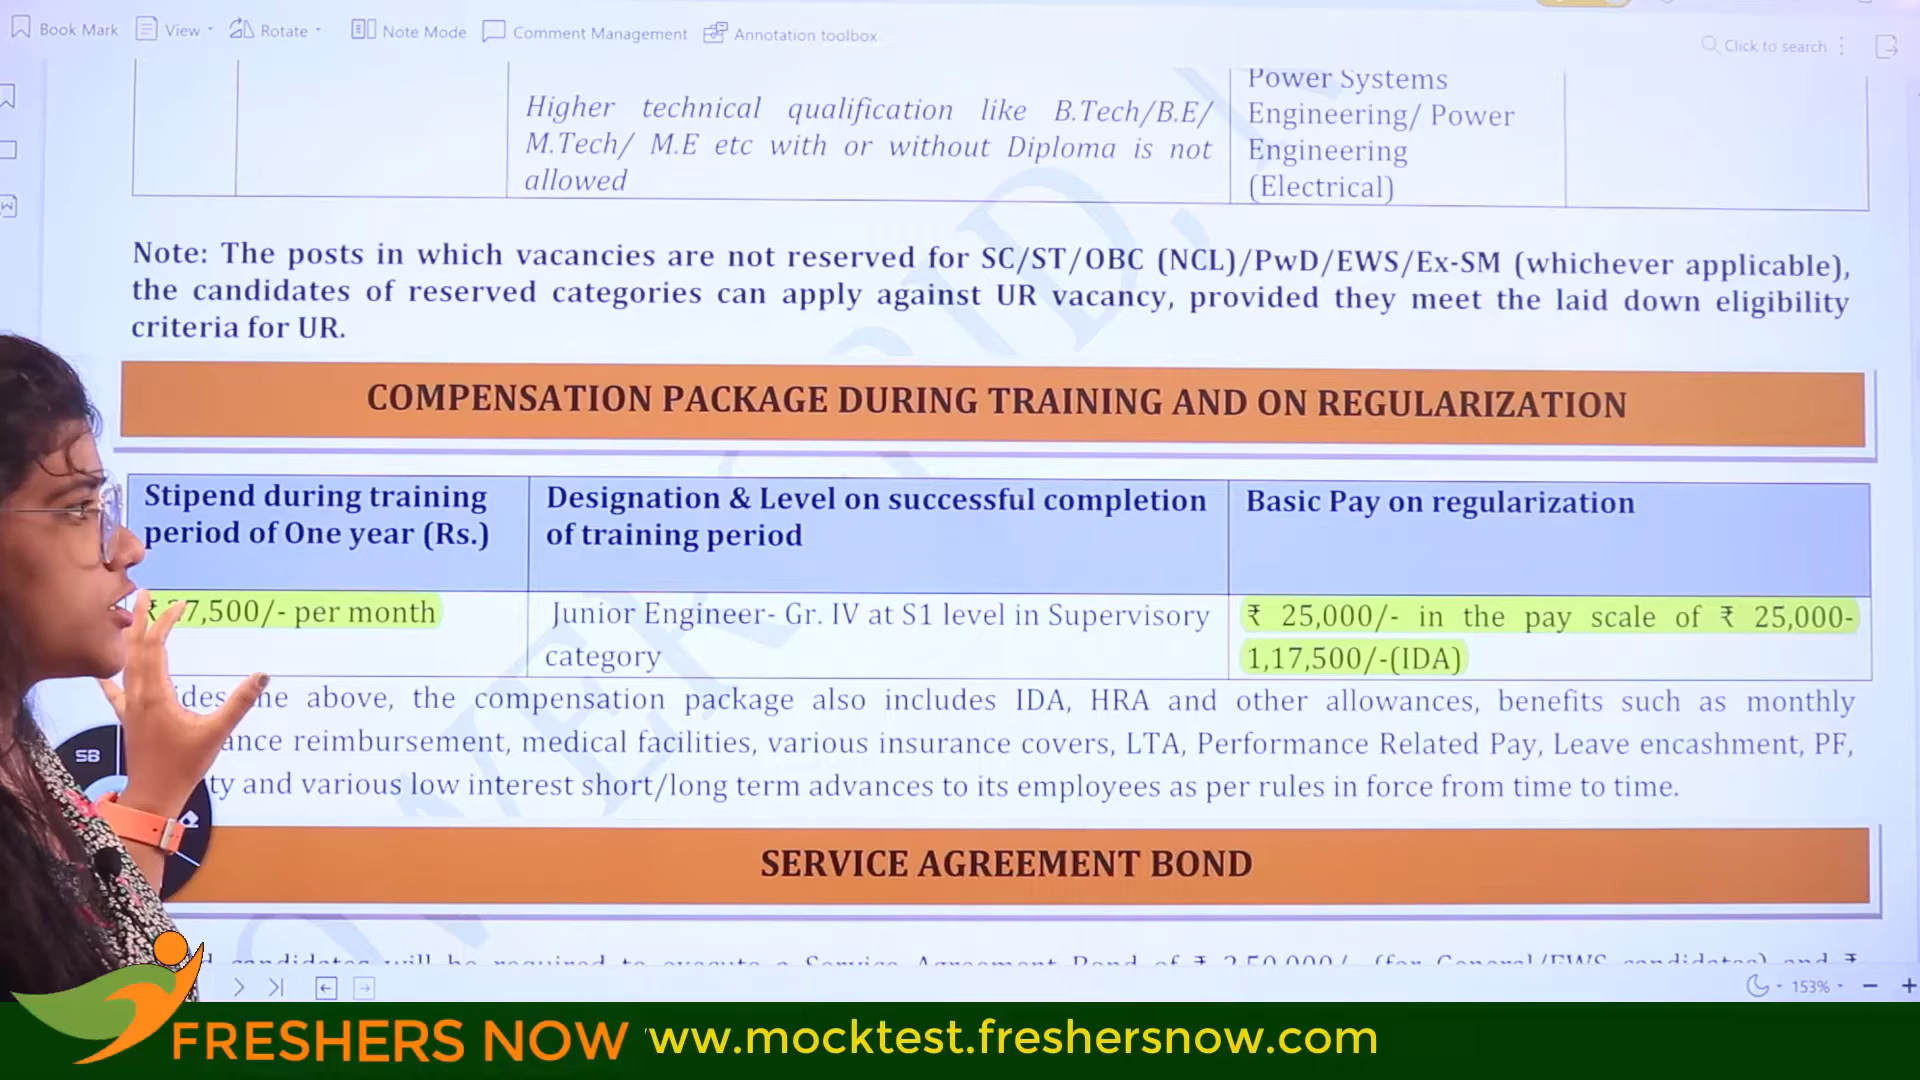 Book Mark View Rotate Note Mode Comment Management Annotation toolbox Click to search
Higher technical qualification like B.Tech/B.E/
M.Tech/ M.E etc with or without Diploma is not
allowed
Power Systems
Engineering/ Power
Engineering
(Electrical)
Note: The posts in which vacancies are not reserved for SC/ST/OBC (NCL)/PwD/EWS/Ex-SM (whichever applicable),
the candidates of reserved categories can apply against UR vacancy, provided they meet the laid down eligibility
criteria for UR.
COMPENSATION PACKAGE DURING TRAINING AND ON REGULARIZATION
Stipend during training
period of One year (Rs.)
Designation & Level on successful completion
of training period
Basic Pay on regularization
7,500/- per month
Junior Engineer- Gr. IV at S1 level in Supervisory
category
₹ 25,000/- in the pay scale of ₹ 25,000-
1,17,500/-(IDA)
above, the compensation package also includes IDA, HRA and other allowances, benefits such as monthly
reimbursement, medical facilities, various insurance covers, LTA, Performance Related Pay, Leave encashment, PF,
and various low interest short/long term advances to its employees as per rules in force from time to time.
SB
SERVICE AGREEMENT BOND
153%
FRESHERS NOW
ww.mocktest.freshersnow.com